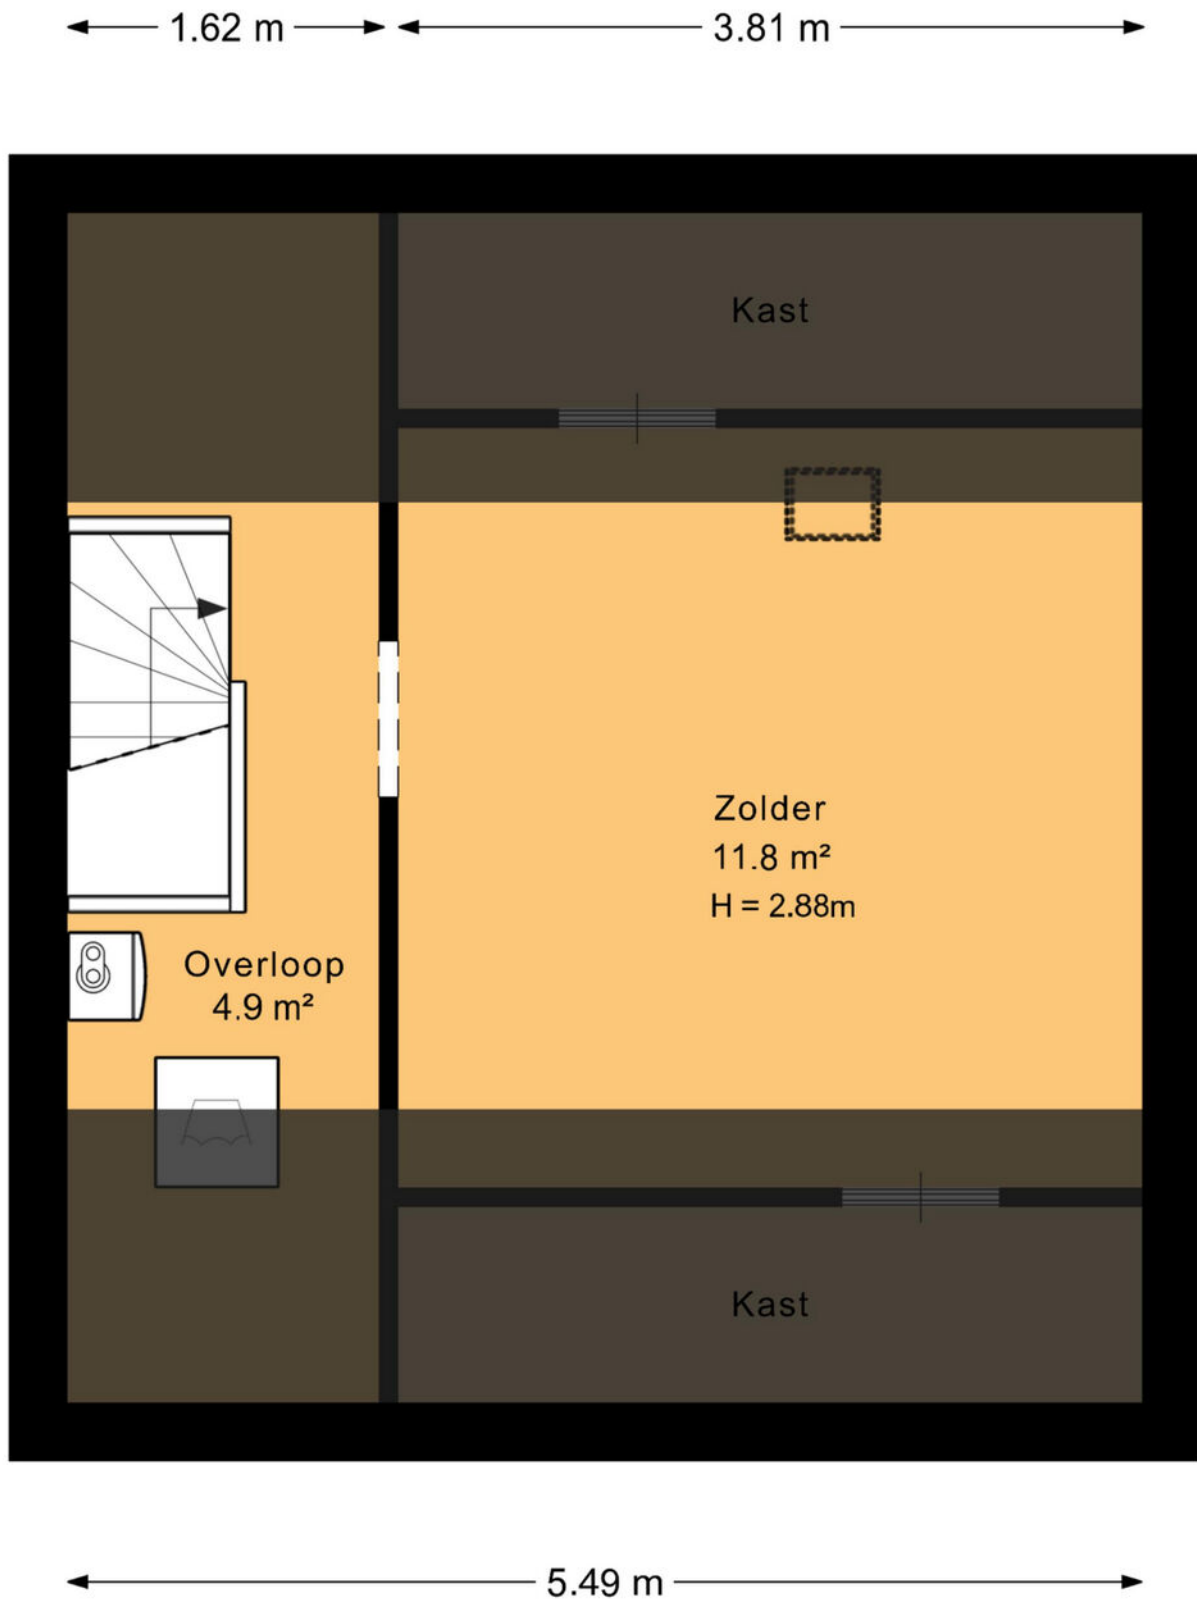 1.62 m
3.81 m
Kast
Zolder
11.8 m²
H = 2.88m
Overloop
4.9 m²
Kast
5.49 m